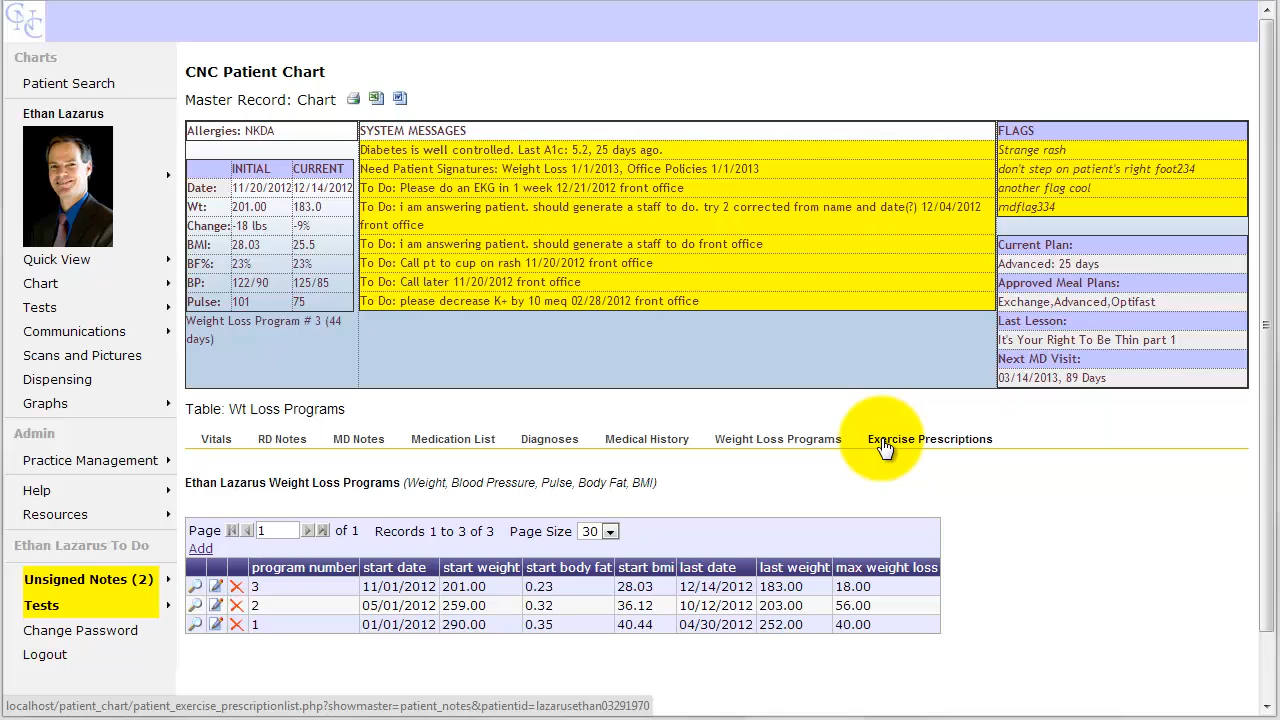 CNC
Charts
Patient Search
Ethan Lazarus
Quick View
Chart
Tests
Communications
Scans and Pictures
Dispensing
Graphs
Admin
Practice Management
Help
Resources
Ethan Lazarus To Do
Unsigned Notes (2)
Tests
Change Password
Logout
CNC Patient Chart
Master Record: Chart
Allergies: NKDA
INITIAL CURRENT
Date: 11/20/2012 12/14/2012
Wt: 201.00 183.0
Change: -18 lbs -9%
BMI: 28.03 25.5
BF%: 23% 23%
BP: 122/90 125/85
Pulse: 101 75
Weight Loss Program # 3 (44
days)
SYSTEM MESSAGES
Diabetes is well controlled. Last A1c: 5.2, 25 days ago.
Need Patient Signatures: Weight Loss 1/1/2013, Office Policies 1/1/2013
To Do: Please do an EKG in 1 week 12/21/2012 front office
To Do: i am answering patient. should generate a staff to do. try 2 corrected from name and date(?) 12/04/2012
front office
To Do: i am answering patient. should generate a staff to do front office
To Do: Call pt to cup on rash 11/20/2012 front office
To Do: Call later 11/20/2012 front office
To Do: please decrease K+ by 10 meq 02/28/2012 front office
FLAGS
Strange rash
don't step on patient's right foot234
another flag cool
mdflag334
Current Plan:
Advanced: 25 days
Approved Meal Plans:
Exchange,Advanced,Optifast
Last Lesson:
It's Your Right To Be Thin part 1
Next MD Visit:
03/14/2013, 89 Days
Table: Wt Loss Programs
Vitals RD Notes MD Notes Medication List Diagnoses Medical History Weight Loss Programs Exercise Prescriptions
Ethan Lazarus Weight Loss Programs (Weight, Blood Pressure, Pulse, Body Fat, BMI)
Page 1 of 1 Records 1 to 3 of 3 Page Size 30
Add
program number start date start weight start body fat start bmi last date last weight max weight loss
3 11/01/2012 201.00 0.23 28.03 12/14/2012 183.00 18.00
2 05/01/2012 259.00 0.32 36.12 10/12/2012 203.00 56.00
1 01/01/2012 290.00 0.35 40.44 04/30/2012 252.00 40.00
localhost/patient_chart/patient_exercise_prescriptionlist.php?showmaster=patient_notes&patientid=lazarusethan03291970